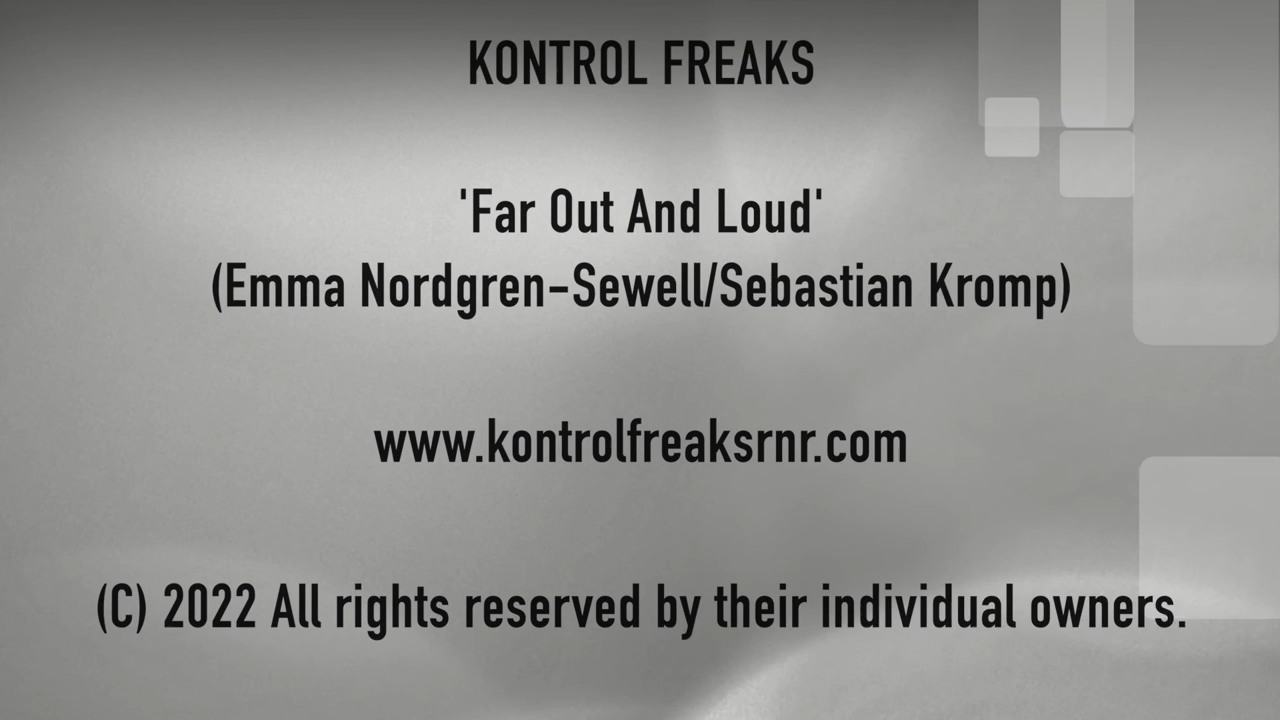 KONTROL FREAKS
'Far Out And Loud'
(Emma Nordgren-Sewell/Sebastian Kromp)
www.kontrolfreaksrnr.com
(C) 2022 All rights reserved by their individual owners.